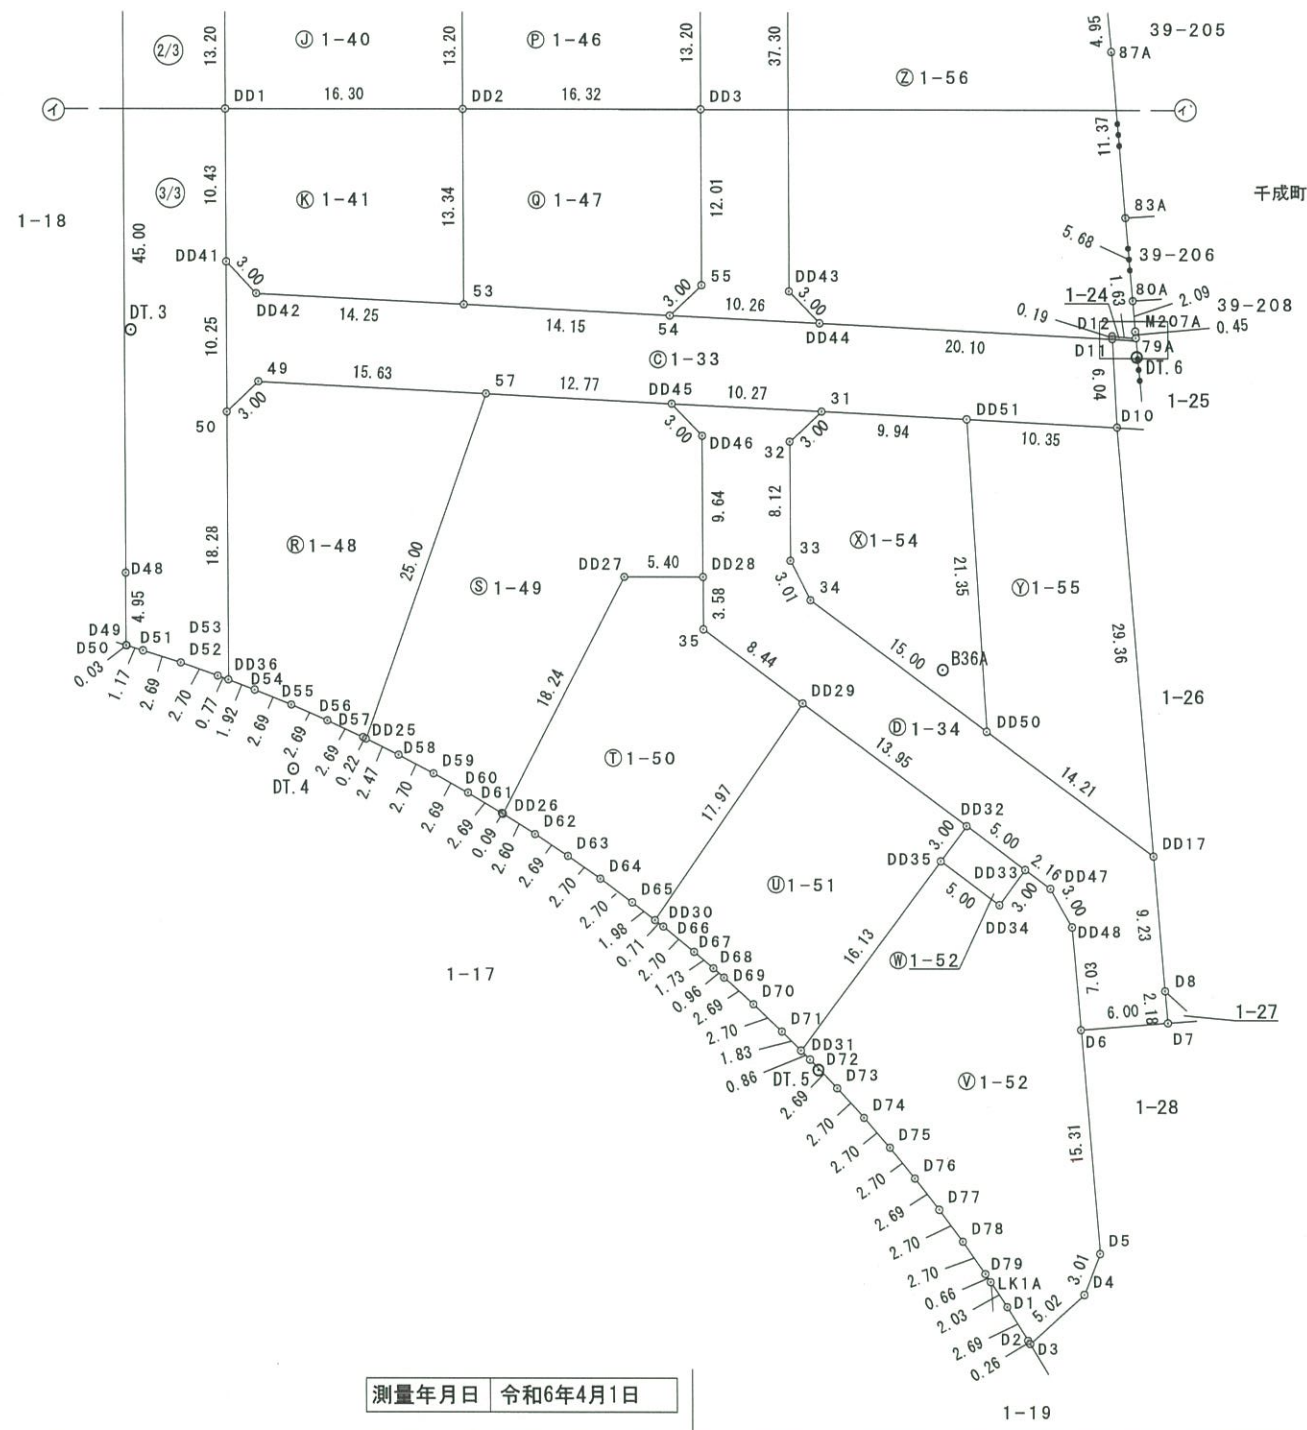 4.95
39-205
2/3
13.20
Ⓙ 1-40
13.20
Ⓟ 1-46
13.20
37.30
87A
Ⓩ 1-56
DD1
16.30
DD2
16.32
DD3
イ
イ'
11.37
3/3
10.43
Ⓚ 1-41
13.34
Ⓠ 1-47
12.01
千成町
1-18
45.00
83A
5.68
DD41
3.00
55
DD43
39-206
80A
DD42
53
3.00
3.00
1.63
1-24
2.09
39-208
DT.3
14.25
14.15
54
10.26
DD44
0.19
D12
M207A
0.45
10.25
20.10
D11
79A
Ⓒ 1-33
DT.6
49
15.63
57
12.77
DD45
10.27
31
DD51
6.04
1-25
50
3.00
3.00
DD46
32
3.00
9.94
10.35
D10
9.64
8.12
18.28
Ⓡ 1-48
25.00
Ⓧ 1-54
D48
DD27
5.40
DD28
33
Ⓢ 1-49
21.35
Ⓨ 1-55
4.95
3.58
3.01
34
D49
D50
D51
D53
D52
35
29.36
0.03
1.17
2.69
2.70
0.77
DD36
D54
8.44
15.00
B36A
1.92
D55
18.24
DD29
1-26
2.69
D56
2.69
D57
DD25
Ⓓ 1-34
DD50
2.69
D58
DT.4
0.22
2.47
D59
Ⓣ 1-50
13.95
2.70
D60
D61
14.21
2.69
DD26
2.69
0.09
D62
17.97
DD32
2.60
D63
3.00
5.00
2.69
D64
DD35
DD17
2.70
D65
DD33
2.16
DD47
2.70
DD30
Ⓤ 1-51
5.00
3.00
3.00
1.98
D66
DD34
0.71
D67
16.13
DD48
9.23
2.70
D68
1-17
1.73
D69
Ⓦ 1-52
0.96
D70
7.03
D8
2.69
D71
6.00
2.18
1-27
2.70
DD31
D6
D7
1.83
D72
0.86
DT.5
D73
Ⓥ 1-52
2.69
D74
1-28
2.70
D75
15.31
2.70
D76
2.70
D77
2.69
D78
2.70
D79
D5
2.70
LK1A
3.01
0.66
D1
D4
2.03
5.02
2.69
D2
D3
0.26
測量年月日 令和6年4月1日
1-19